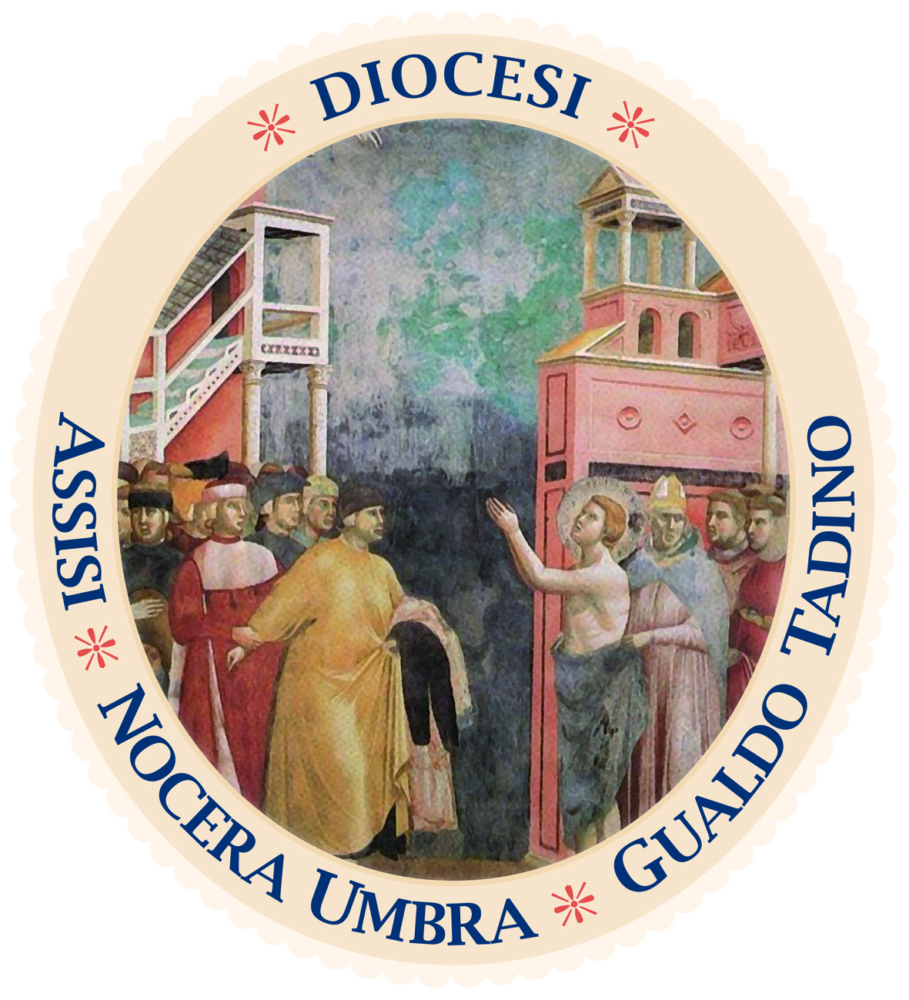 DIOCESI
ASSISI * NOCERA UMBRA * GUALDO TADINO